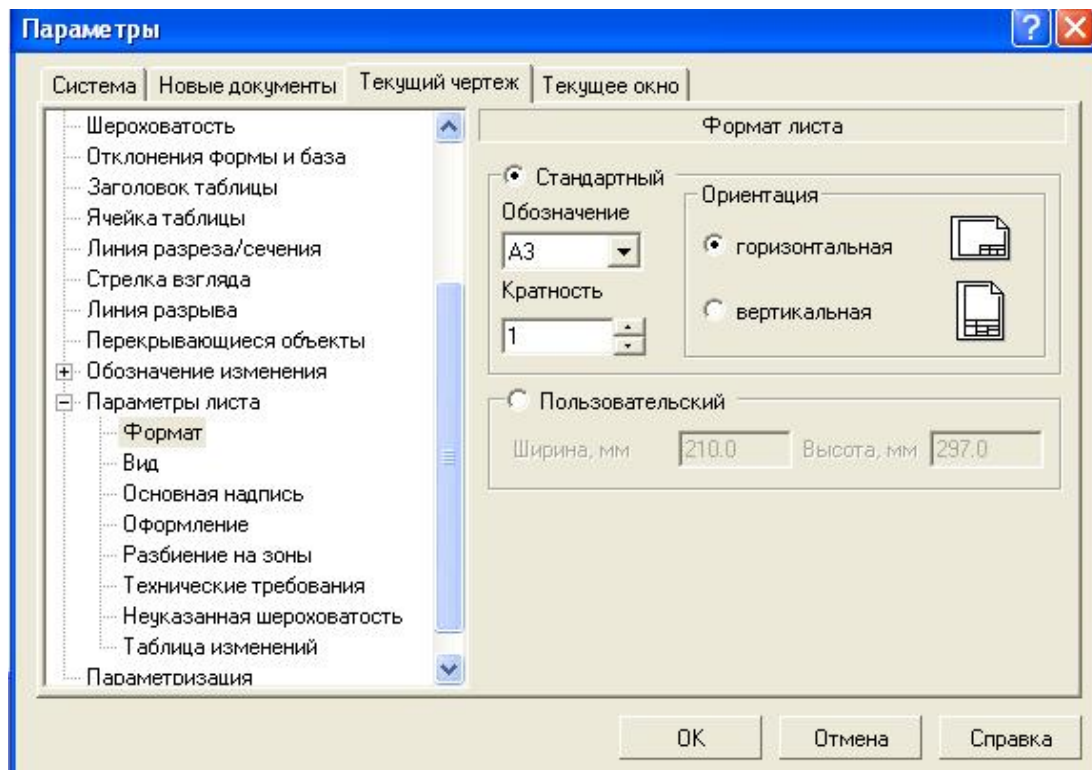 Параметры
Система
Новые документы
Текущий чертеж
Текущее окно
Шероховатость
Отклонения формы и база
Заголовок таблицы
Ячейка таблицы
Линия разреза/сечения
Стрелка взгляда
Линия разрыва
Перекрывающиеся объекты
Обозначение изменения
Параметры листа
Формат
Вид
Основная надпись
Оформление
Разбиение на зоны
Технические требования
Неуказанная шероховатость
Таблица изменений
Параметризация
Формат листа
Стандартный
Обозначение
A3
Кратность
1
Ориентация
горизонтальная
вертикальная
Пользовательский
Ширина, мм 210.0 Высота, мм 297.0
OK
Отмена
Справка